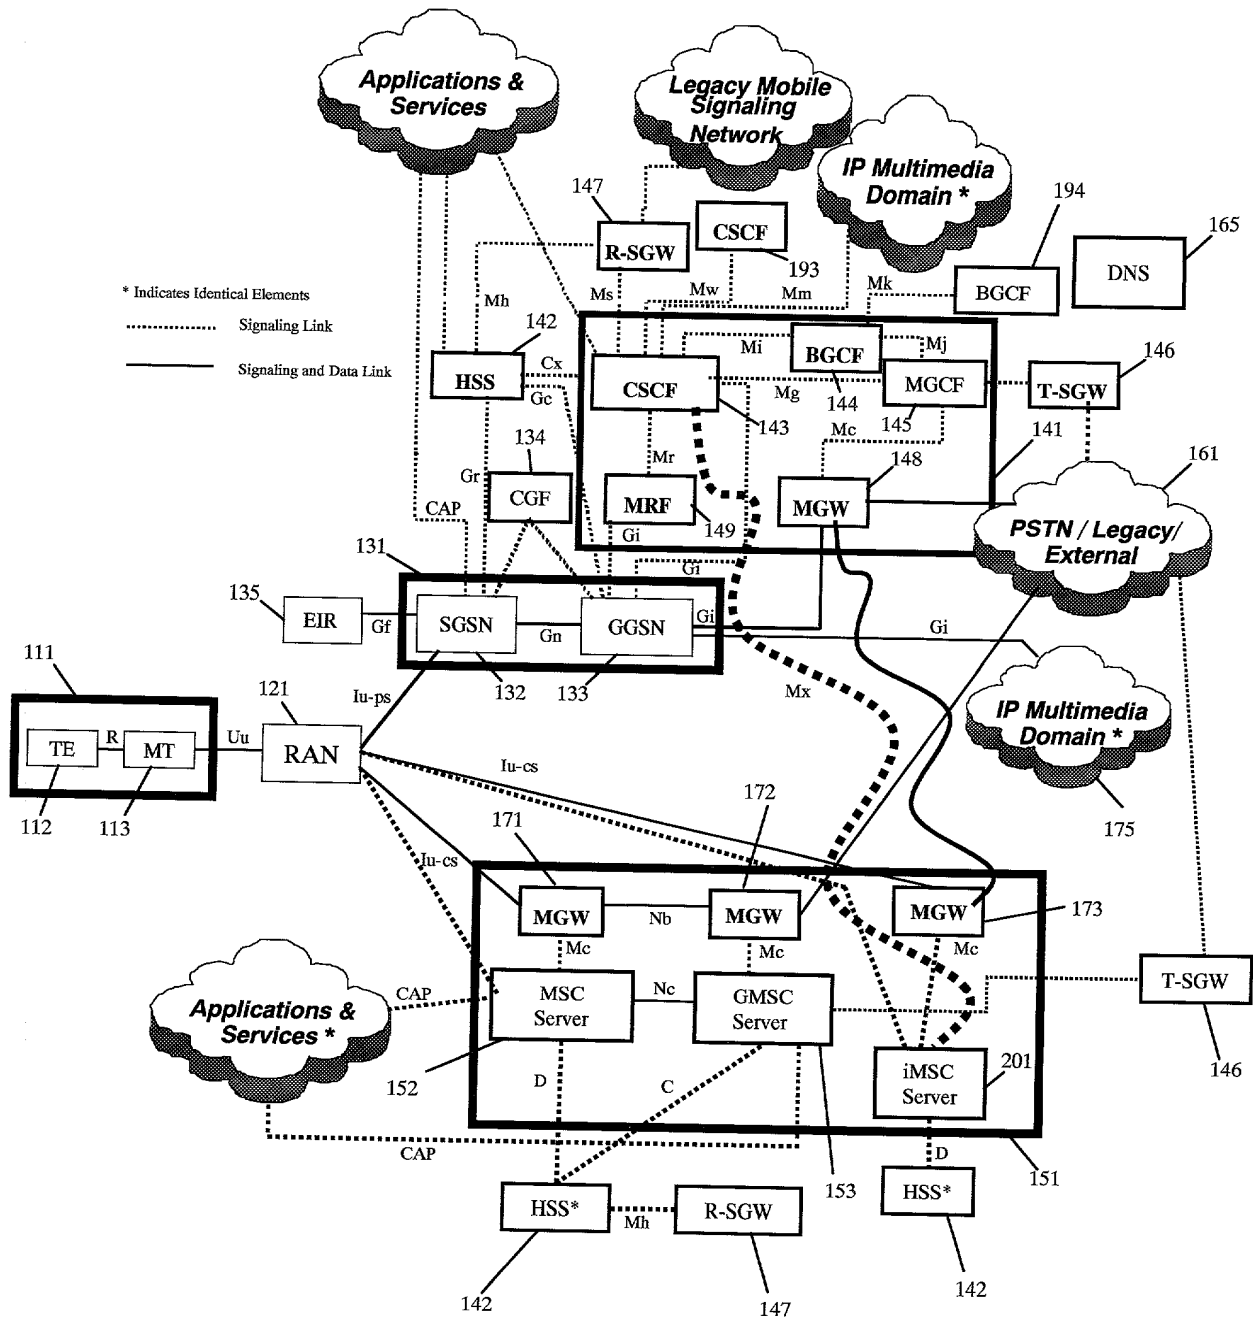 Applications &
Services
Legacy Mobile
Signaling
Network
IP Multimedia
Domain *
147
R-SGW
CSCF
193
194
BGCF
165
DNS
* Indicates Identical Elements
Signaling Link
Signaling and Data Link
Mh
Ms
Mw
Mm
Mk
142
HSS
Cx
Gc
Mi
BGCF
Mj
CSCF
Mg
144
MGCF
145
143
146
T-SGW
141
Mc
134
CGF
Gr
CAP
Mr
MRF
149
148
MGW
161
PSTN / Legacy/
External
Gi
Gi
131
135
EIR
Gf
SGSN
Gn
GGSN
Gi
Gi
132
133
111
TE
R
MT
112
113
Uu
121
RAN
Iu-ps
Mx
IP Multimedia
Domain *
175
Iu-cs
Iu-cs
171
172
MGW
Nb
MGW
MGW
173
Mc
Mc
Mc
Applications &
Services *
CAP
MSC
Server
Nc
GMSC
Server
T-SGW
146
152
D
C
iMSC
Server
201
CAP
D
151
153
HSS*
Mh
R-SGW
HSS*
142
147
142